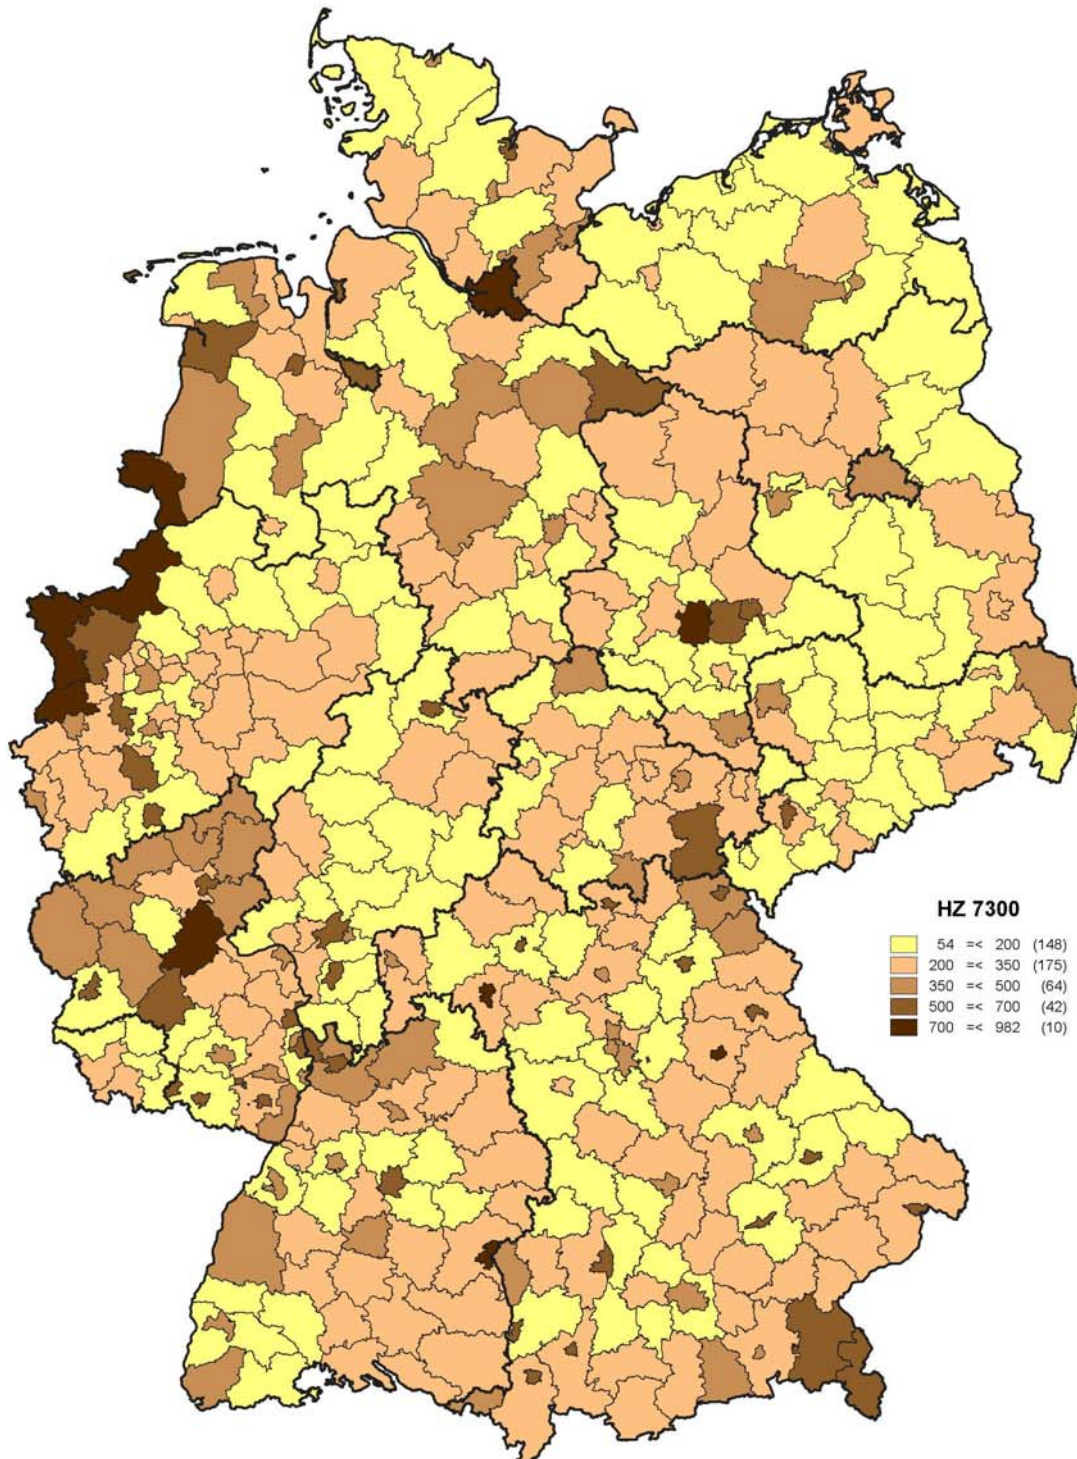 HZ 7300
54 =< 200 (148)
200 =< 350 (175)
350 =< 500 (64)
500 =< 700 (42)
700 =< 982 (10)